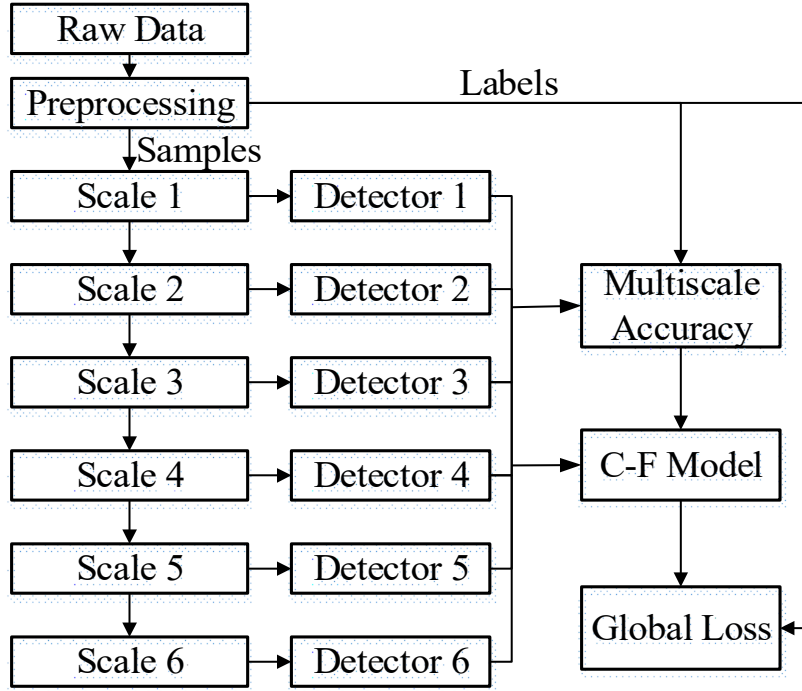 Raw Data
Preprocessing
Labels
Samples
Scale 1
Detector 1
Scale 2
Detector 2
Multiscale
Accuracy
Scale 3
Detector 3
Scale 4
Detector 4
C-F Model
Scale 5
Detector 5
Scale 6
Detector 6
Global Loss